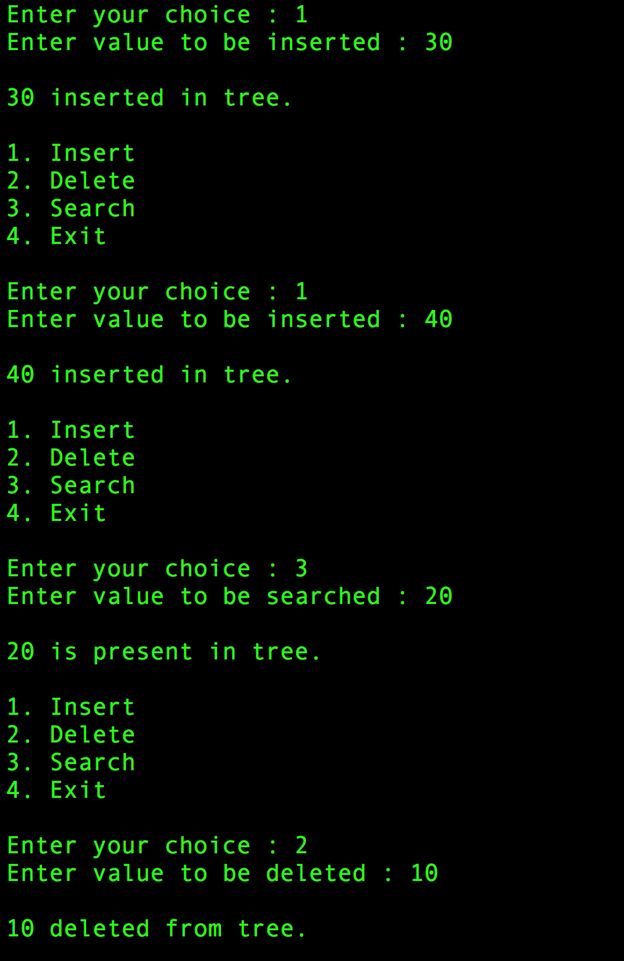 Enter your choice : 1
Enter value to be inserted : 30
30 inserted in tree.
1. Insert
2. Delete
3. Search
4. Exit
Enter your choice : 1
Enter value to be inserted : 40
40 inserted in tree.
1. Insert
2. Delete
3. Search
4. Exit
Enter your choice : 3
Enter value to be searched : 20
20 is present in tree.
1. Insert
2. Delete
3. Search
4. Exit
Enter your choice : 2
Enter value to be deleted : 10
10 deleted from tree.